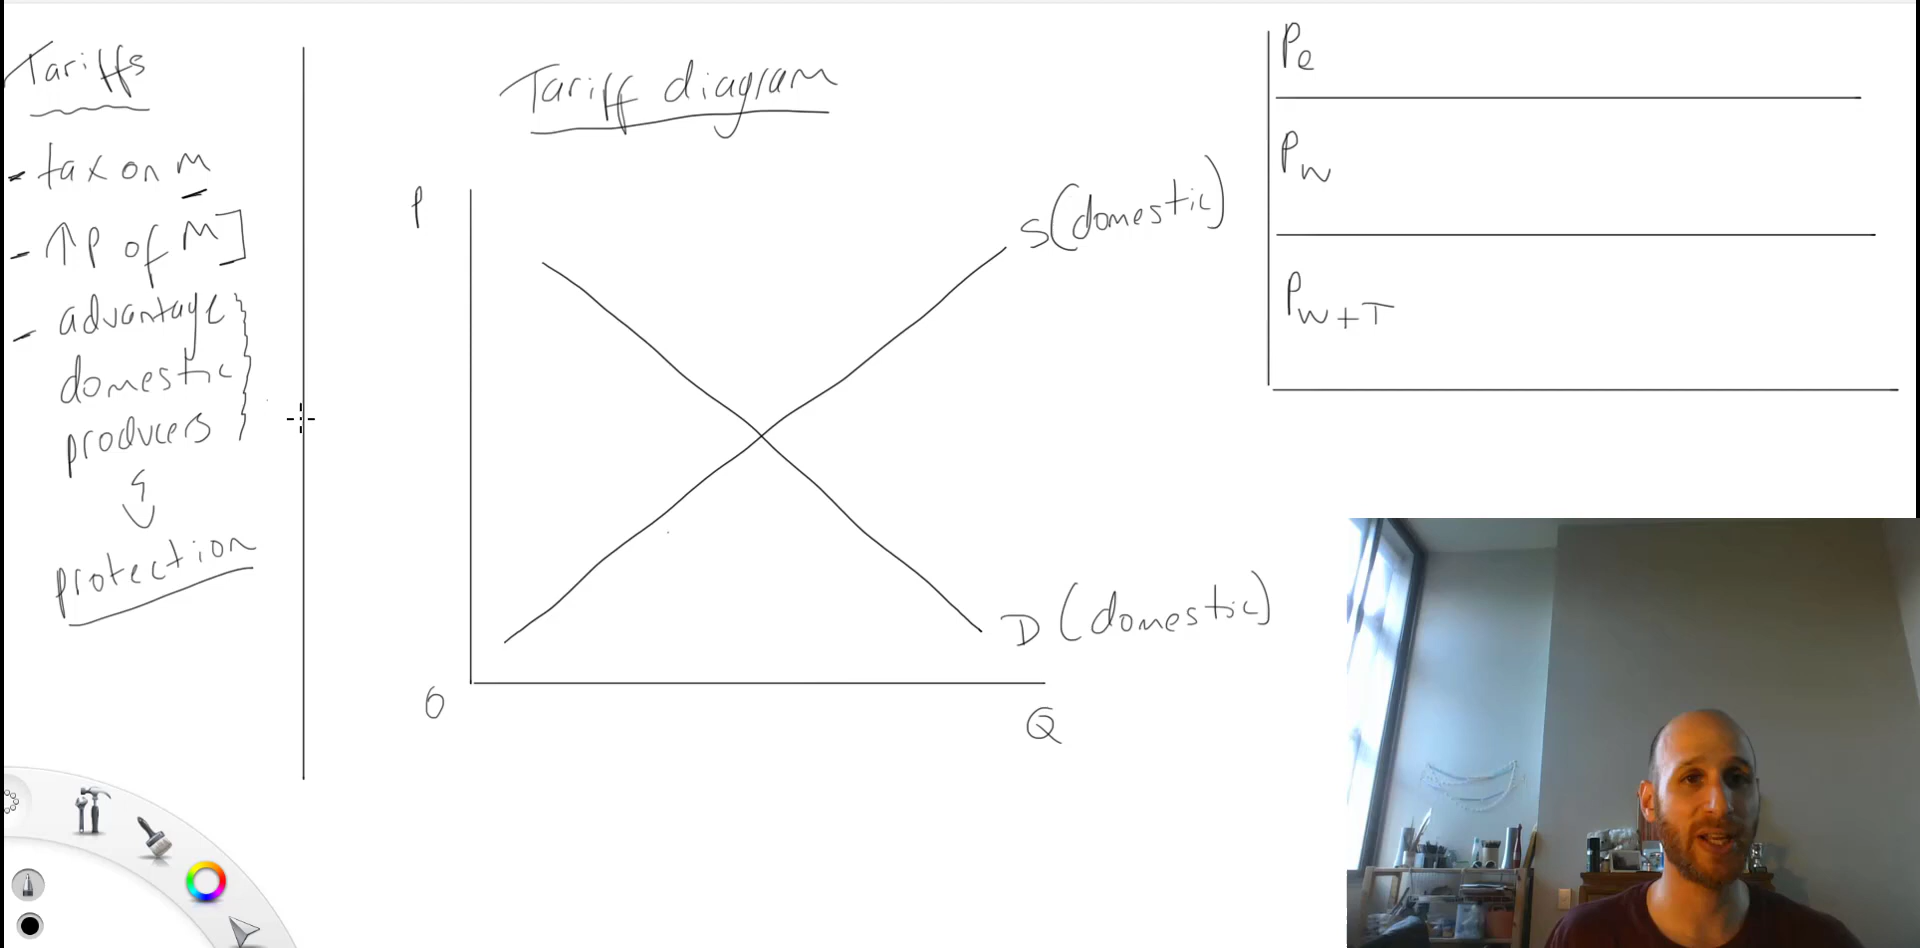 Tariffs
- tax on M
- ↑P of M]
- advantage
domestic
producers
protection
Tariff diagram
P
S(domestic)
D (domestic)
0
Q
Pe
Pw
Pw+T